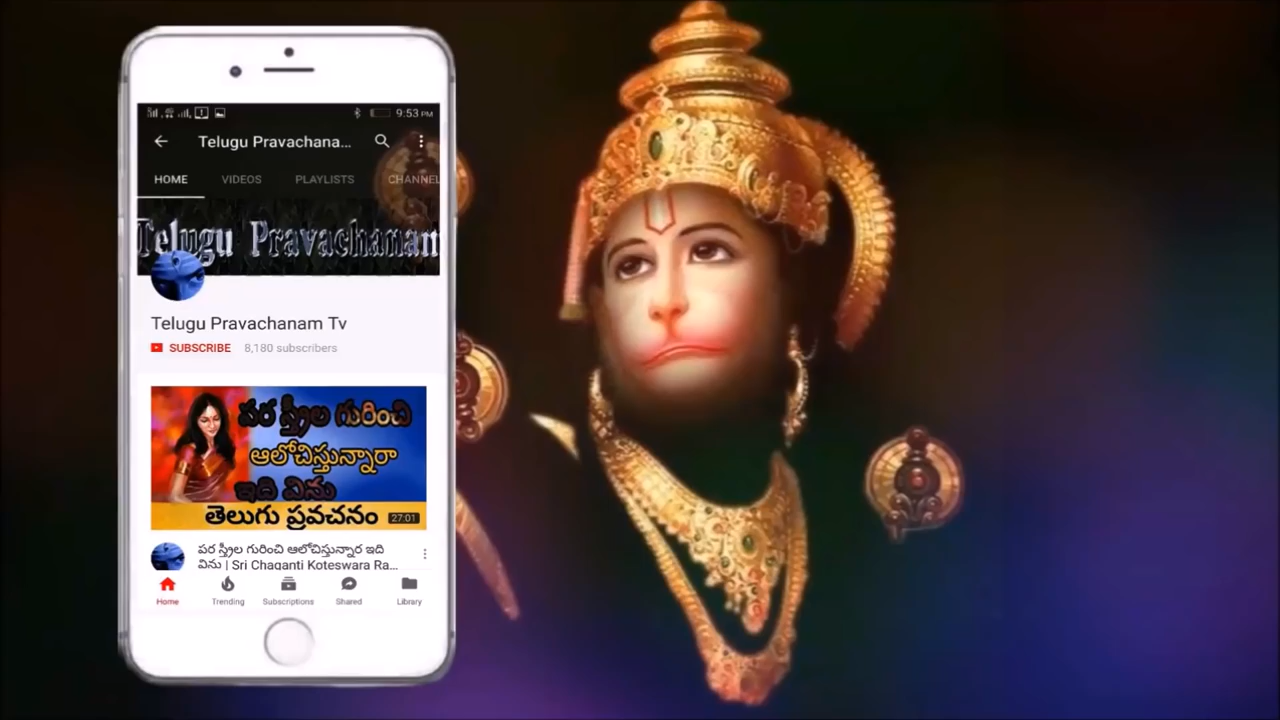 9:53 PM
Telugu Pravachana...
HOME VIDEOS PLAYLISTS CHANNEL
Telugu Pravachanam
Telugu Pravachanam Tv
SUBSCRIBE 8,180 subscribers
పర స్త్రీల గురించి
ఆలోచిస్తున్నారా
ఇది విను
తెలుగు ప్రవచనం 27:01
పర స్త్రీల గురించి ఆలోచిస్తున్నార ఇది
విను | Sri Chaganti Koteswara Ra...
Home Trending Subscriptions Shared Library